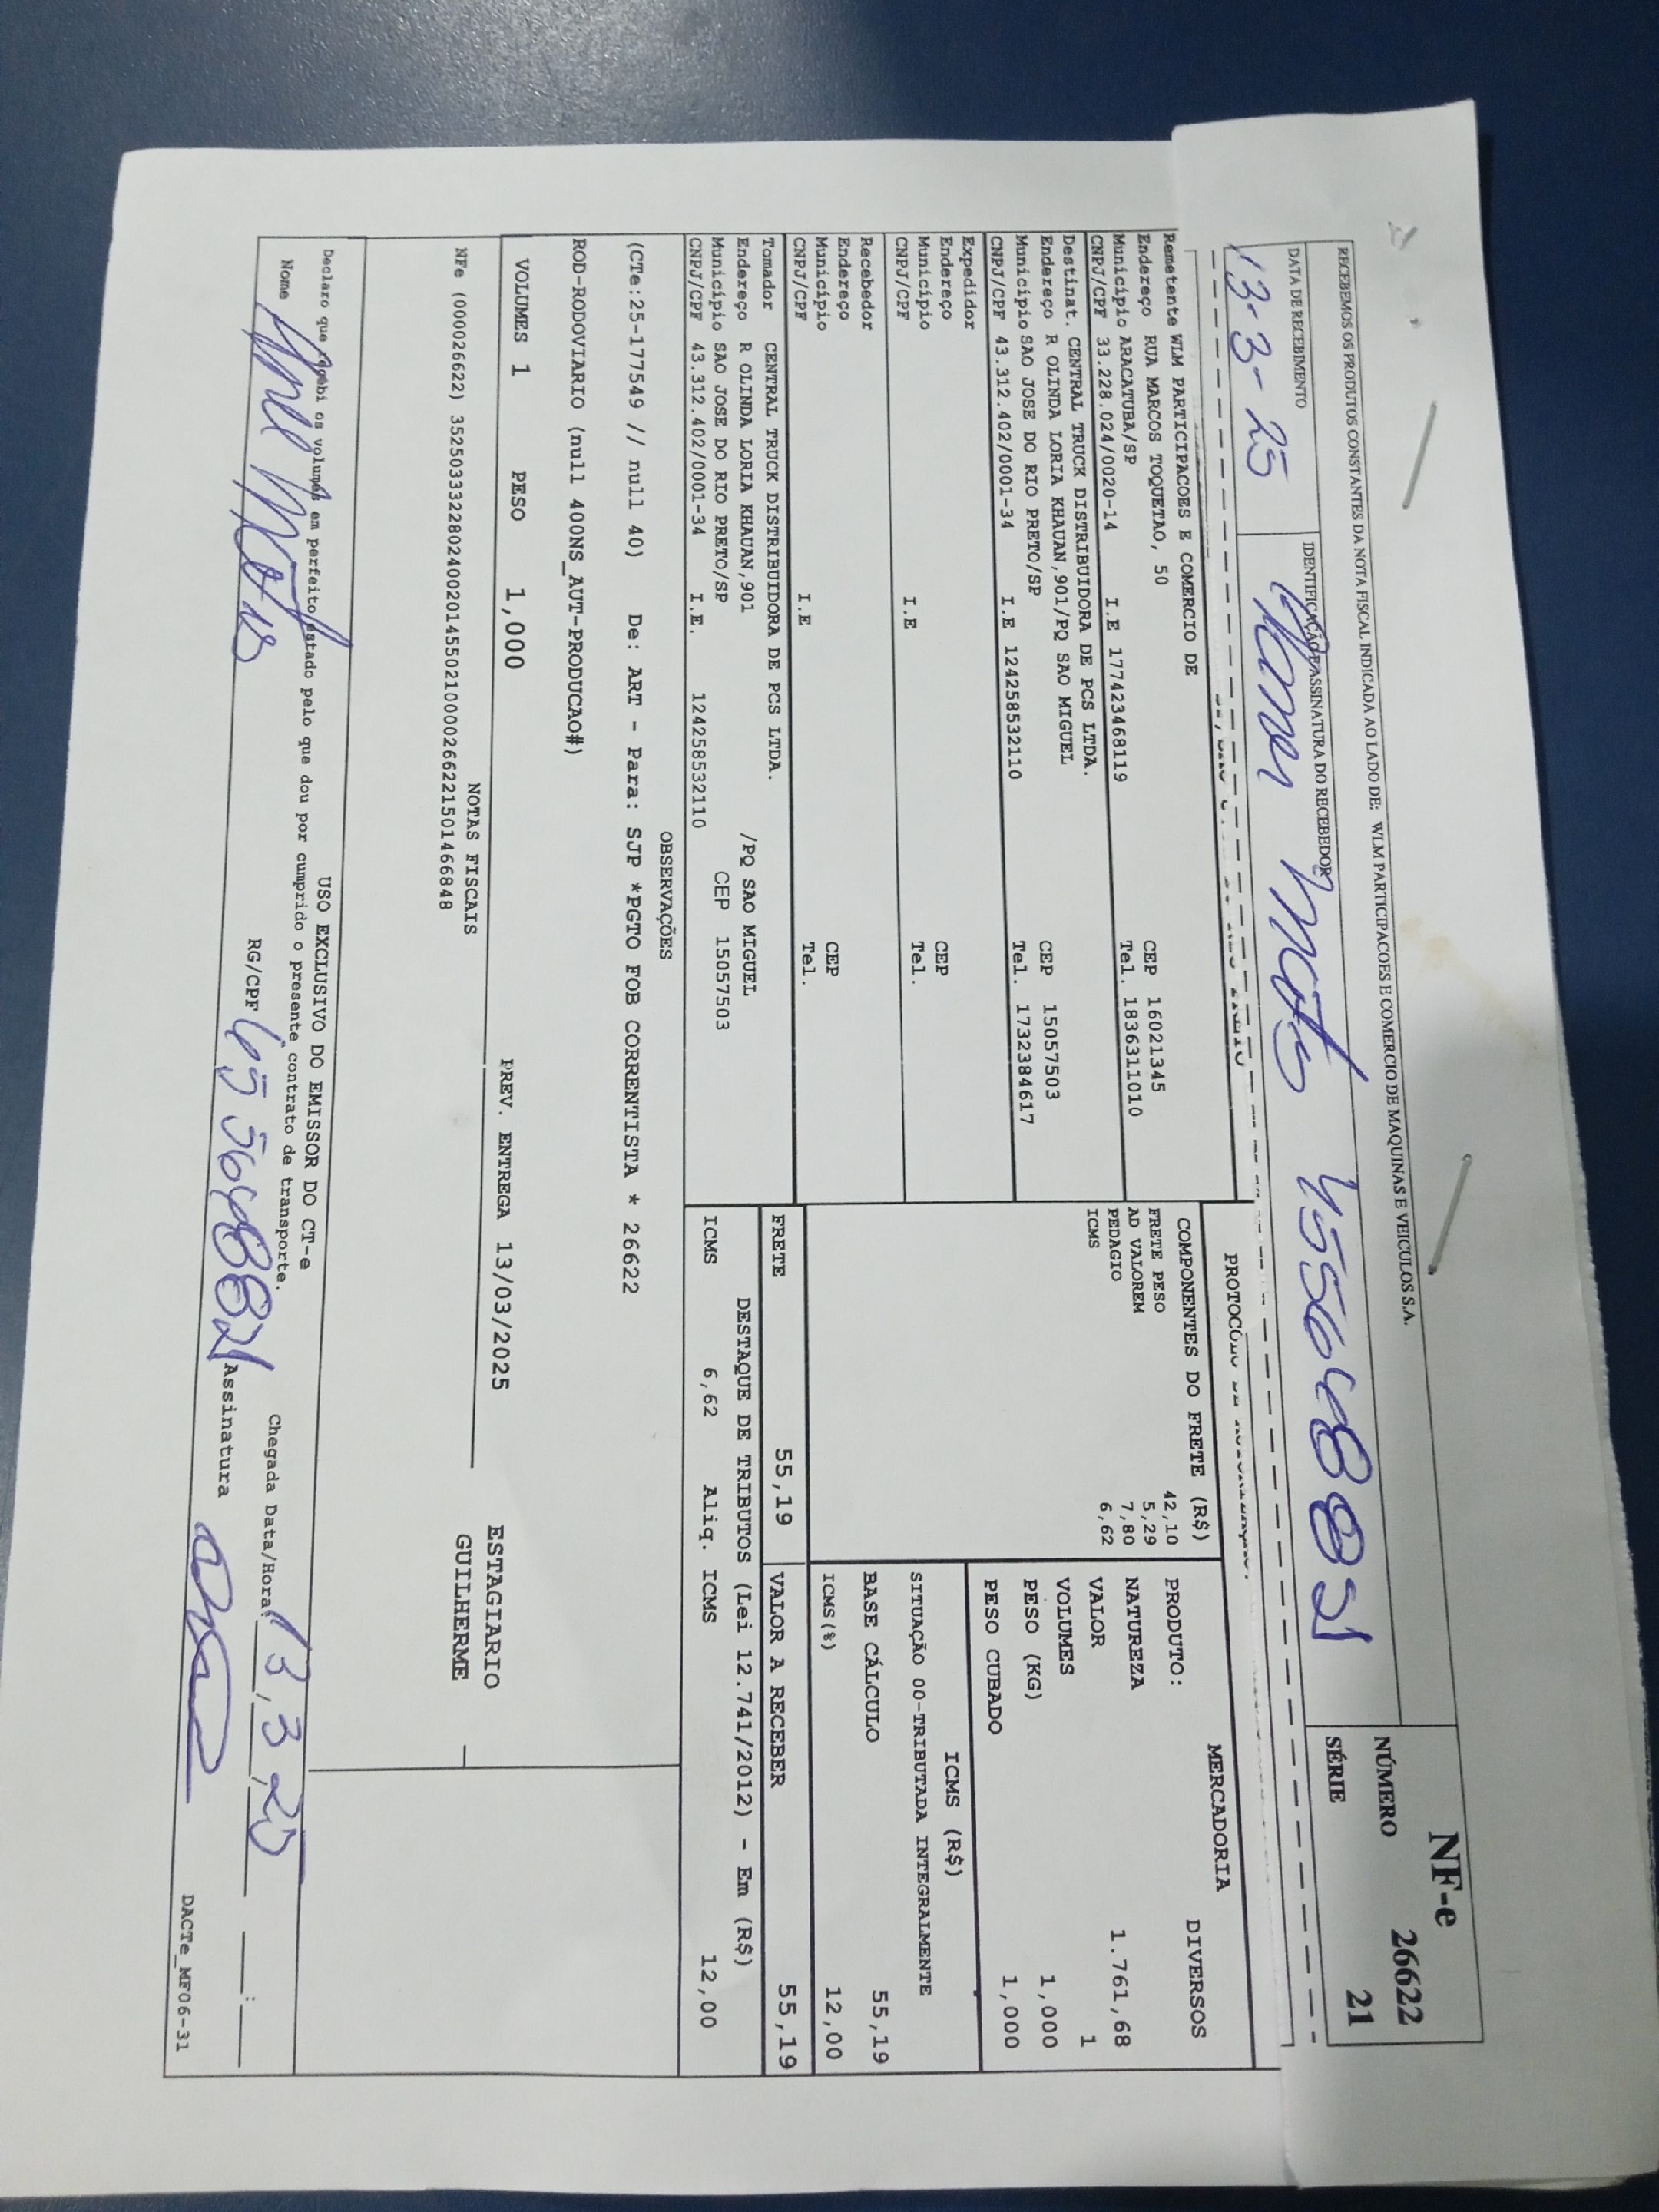 RECEBEMOS OS PRODUTOS CONSTANTES DA NOTA FISCAL INDICADA AO LADO DE: WLM PARTICIPACOES E COMERCIO DE MAQUINAS E VEICULOS S.A.
NF-e
NÚMERO 26622
SÉRIE 21
DATA DE RECEBIMENTO
13-3-25
IDENTIFICAÇÃO E ASSINATURA DO RECEBEDOR
PROTOCOLO DE AUTORIZAÇÃO:
Remetente WLM PARTICIPACOES E COMERCIO DE
Endereço RUA MARCOS TOQUETAO, 50 CEP 16021345
Município ARACATUBA/SP Tel. 1836311010
CNPJ/CPF 33.228.024/0020-14 I.E 177423468119
Destinat. CENTRAL TRUCK DISTRIBUIDORA DE PCS LTDA.
Endereço R OLINDA LORIA KHAUAN,901/PQ SAO MIGUEL CEP 15057503
Município SAO JOSE DO RIO PRETO/SP Tel. 1732384617
CNPJ/CPF 43.312.402/0001-34 I.E 124258532110
Expedidor
Endereço CEP
Município Tel.
CNPJ/CPF I.E
Recebedor
Endereço CEP
Município Tel.
CNPJ/CPF I.E
Tomador CENTRAL TRUCK DISTRIBUIDORA DE PCS LTDA.
Endereço R OLINDA LORIA KHAUAN,901 /PQ SAO MIGUEL
Município SAO JOSE DO RIO PRETO/SP CEP 15057503
CNPJ/CPF 43.312.402/0001-34 I.E. 124258532110
COMPONENTES DO FRETE (R$)
FRETE PESO 42,10
AD VALOREM 5,29
PEDAGIO 7,80
ICMS 6,62
MERCADORIA
PRODUTO: DIVERSOS
NATUREZA
VALOR 1.761,68
VOLUMES 1
PESO (KG) 1,000
PESO CUBADO 1,000
ICMS (R$)
SITUAÇÃO 00-TRIBUTADA INTEGRALMENTE
BASE CÁLCULO 55,19
ICMS(%) 12,00
FRETE 55,19 VALOR A RECEBER 55,19
DESTAQUE DE TRIBUTOS (Lei 12.741/2012) - Em (R$)
ICMS 6,62 Aliq. ICMS 12,00
OBSERVAÇÕES
(CTe:25-177549 // null 40) De: ART - Para: SJP *PGTO FOB CORRENTISTA * 26622
ROD-RODOVIARIO (null 400NS_AUT-PRODUCAO#)
VOLUMES 1 PESO 1,000 PREV. ENTREGA 13/03/2025
ESTAGIARIO
GUILHERME
NOTAS FISCAIS
NFe (000026622) 35250333228024002014550210000266221501466848
USO EXCLUSIVO DO EMISSOR DO CT-e
Declaro que recebi os volumes em perfeito estado pelo que dou por cumprido o presente contrato de transporte.
Chegada Data/Hora: 13,3,25
Nome
RG/CPF
Assinatura
DACTe_MF06-31